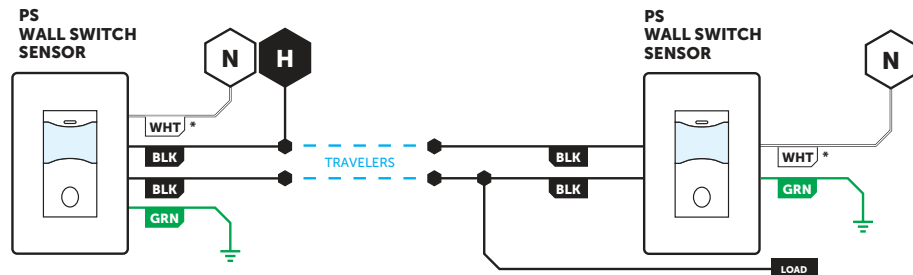 PS
WALL SWITCH
SENSOR
N
H
WHT *
BLK
BLK
GRN
TRAVELERS
PS
WALL SWITCH
SENSOR
N
BLK
BLK
WHT *
GRN
LOAD